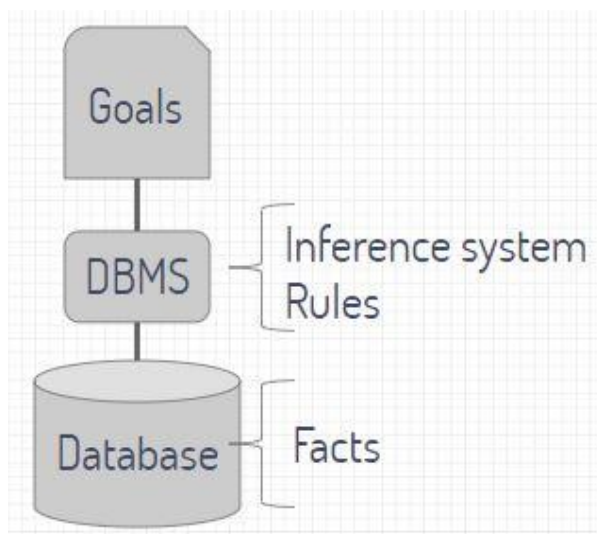 Goals
DBMS
Inference system
Rules
Database
Facts